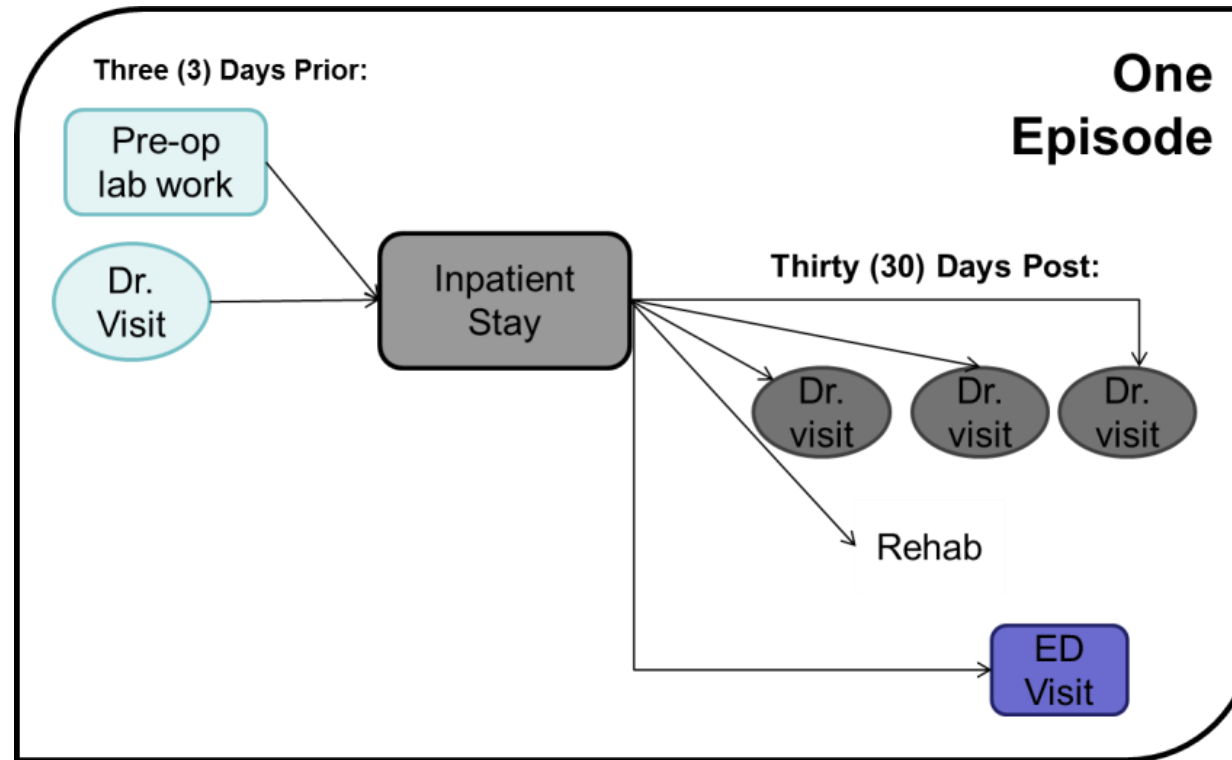 One
Episode
Three (3) Days Prior:
Pre-op
lab work
Dr.
Visit
Inpatient
Stay
Thirty (30) Days Post:
Dr.
visit
Dr.
visit
Dr.
visit
Rehab
ED
Visit